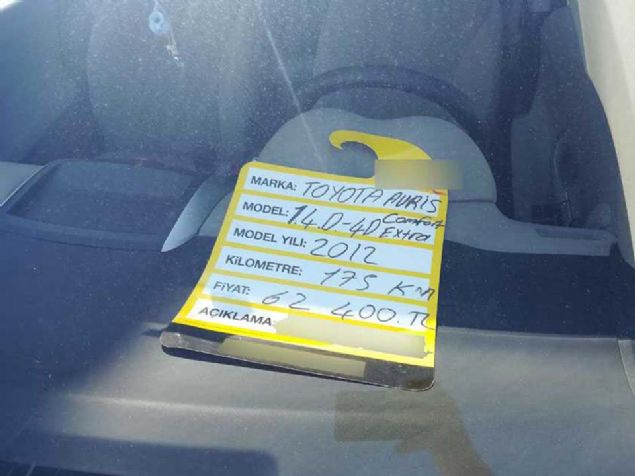 MARKA: TOYOTA AURIS
MODEL: 1.4.D-4D Comfort Extra
MODEL YILI: 2012
KİLOMETRE: 175 Km
FİYAT: 62 400.TL
AÇIKLAMA: